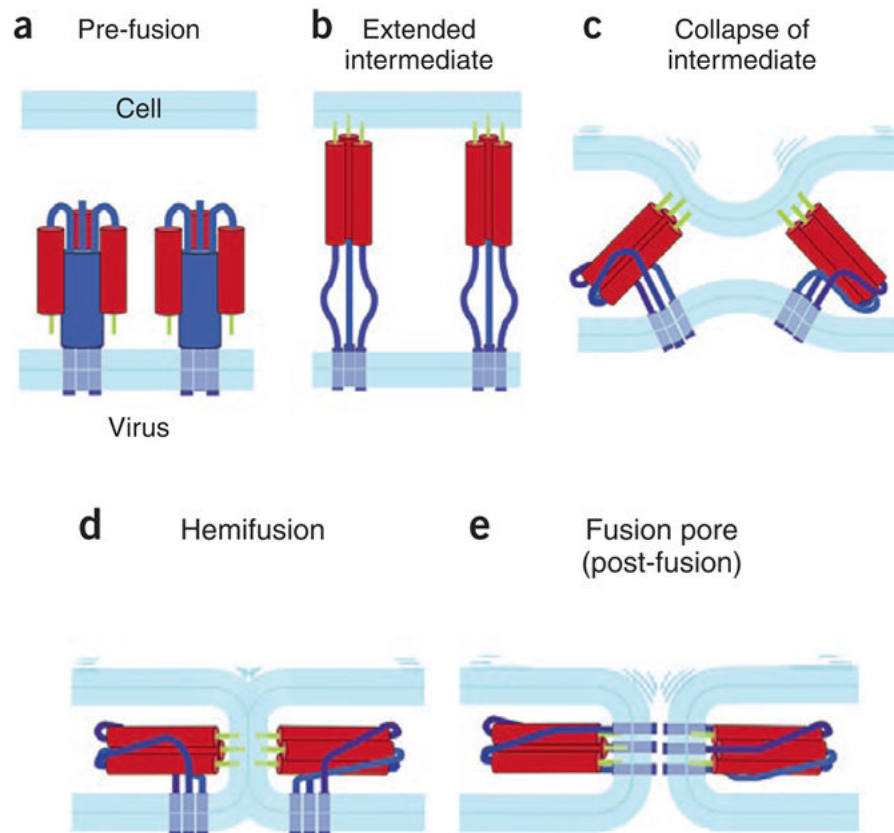 a Pre-fusion
b Extended
intermediate
c Collapse of
intermediate
Cell
Virus
d Hemifusion
e Fusion pore
(post-fusion)